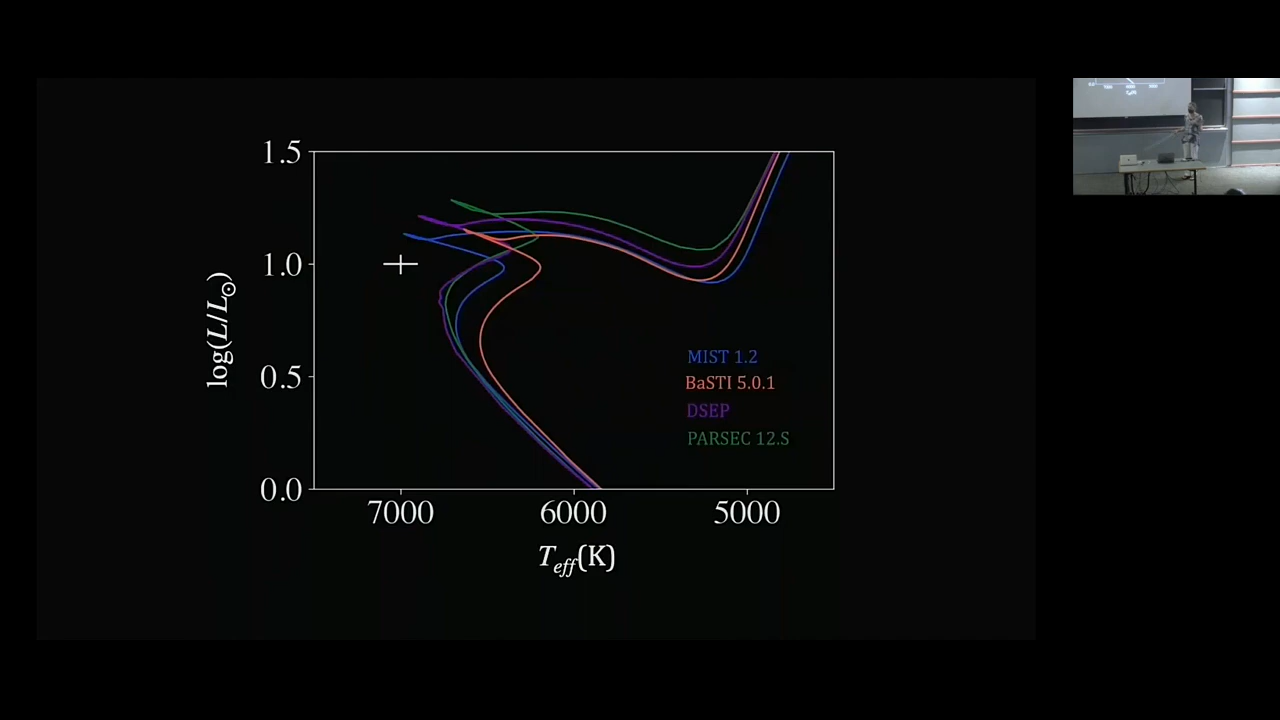 1.5
1.0
0.5
0.0
log(L/L☉)
MIST 1.2
BaSTI 5.0.1
DSEP
PARSEC 12.S
7000 6000 5000
Teff(K)